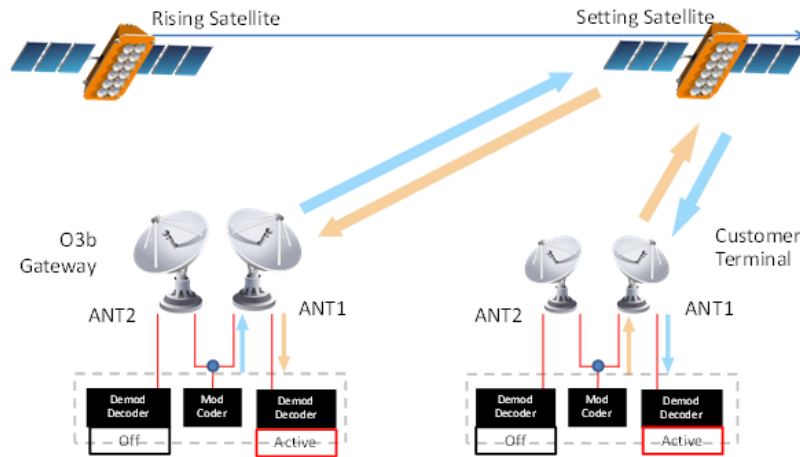 Rising Satellite
Setting Satellite
O3b
Gateway
Customer
Terminal
ANT2
ANT1
ANT2
ANT1
Demod
Decoder
Mod
Coder
Demod
Decoder
Demod
Decoder
Mod
Coder
Demod
Decoder
Off
Active
Off
Active